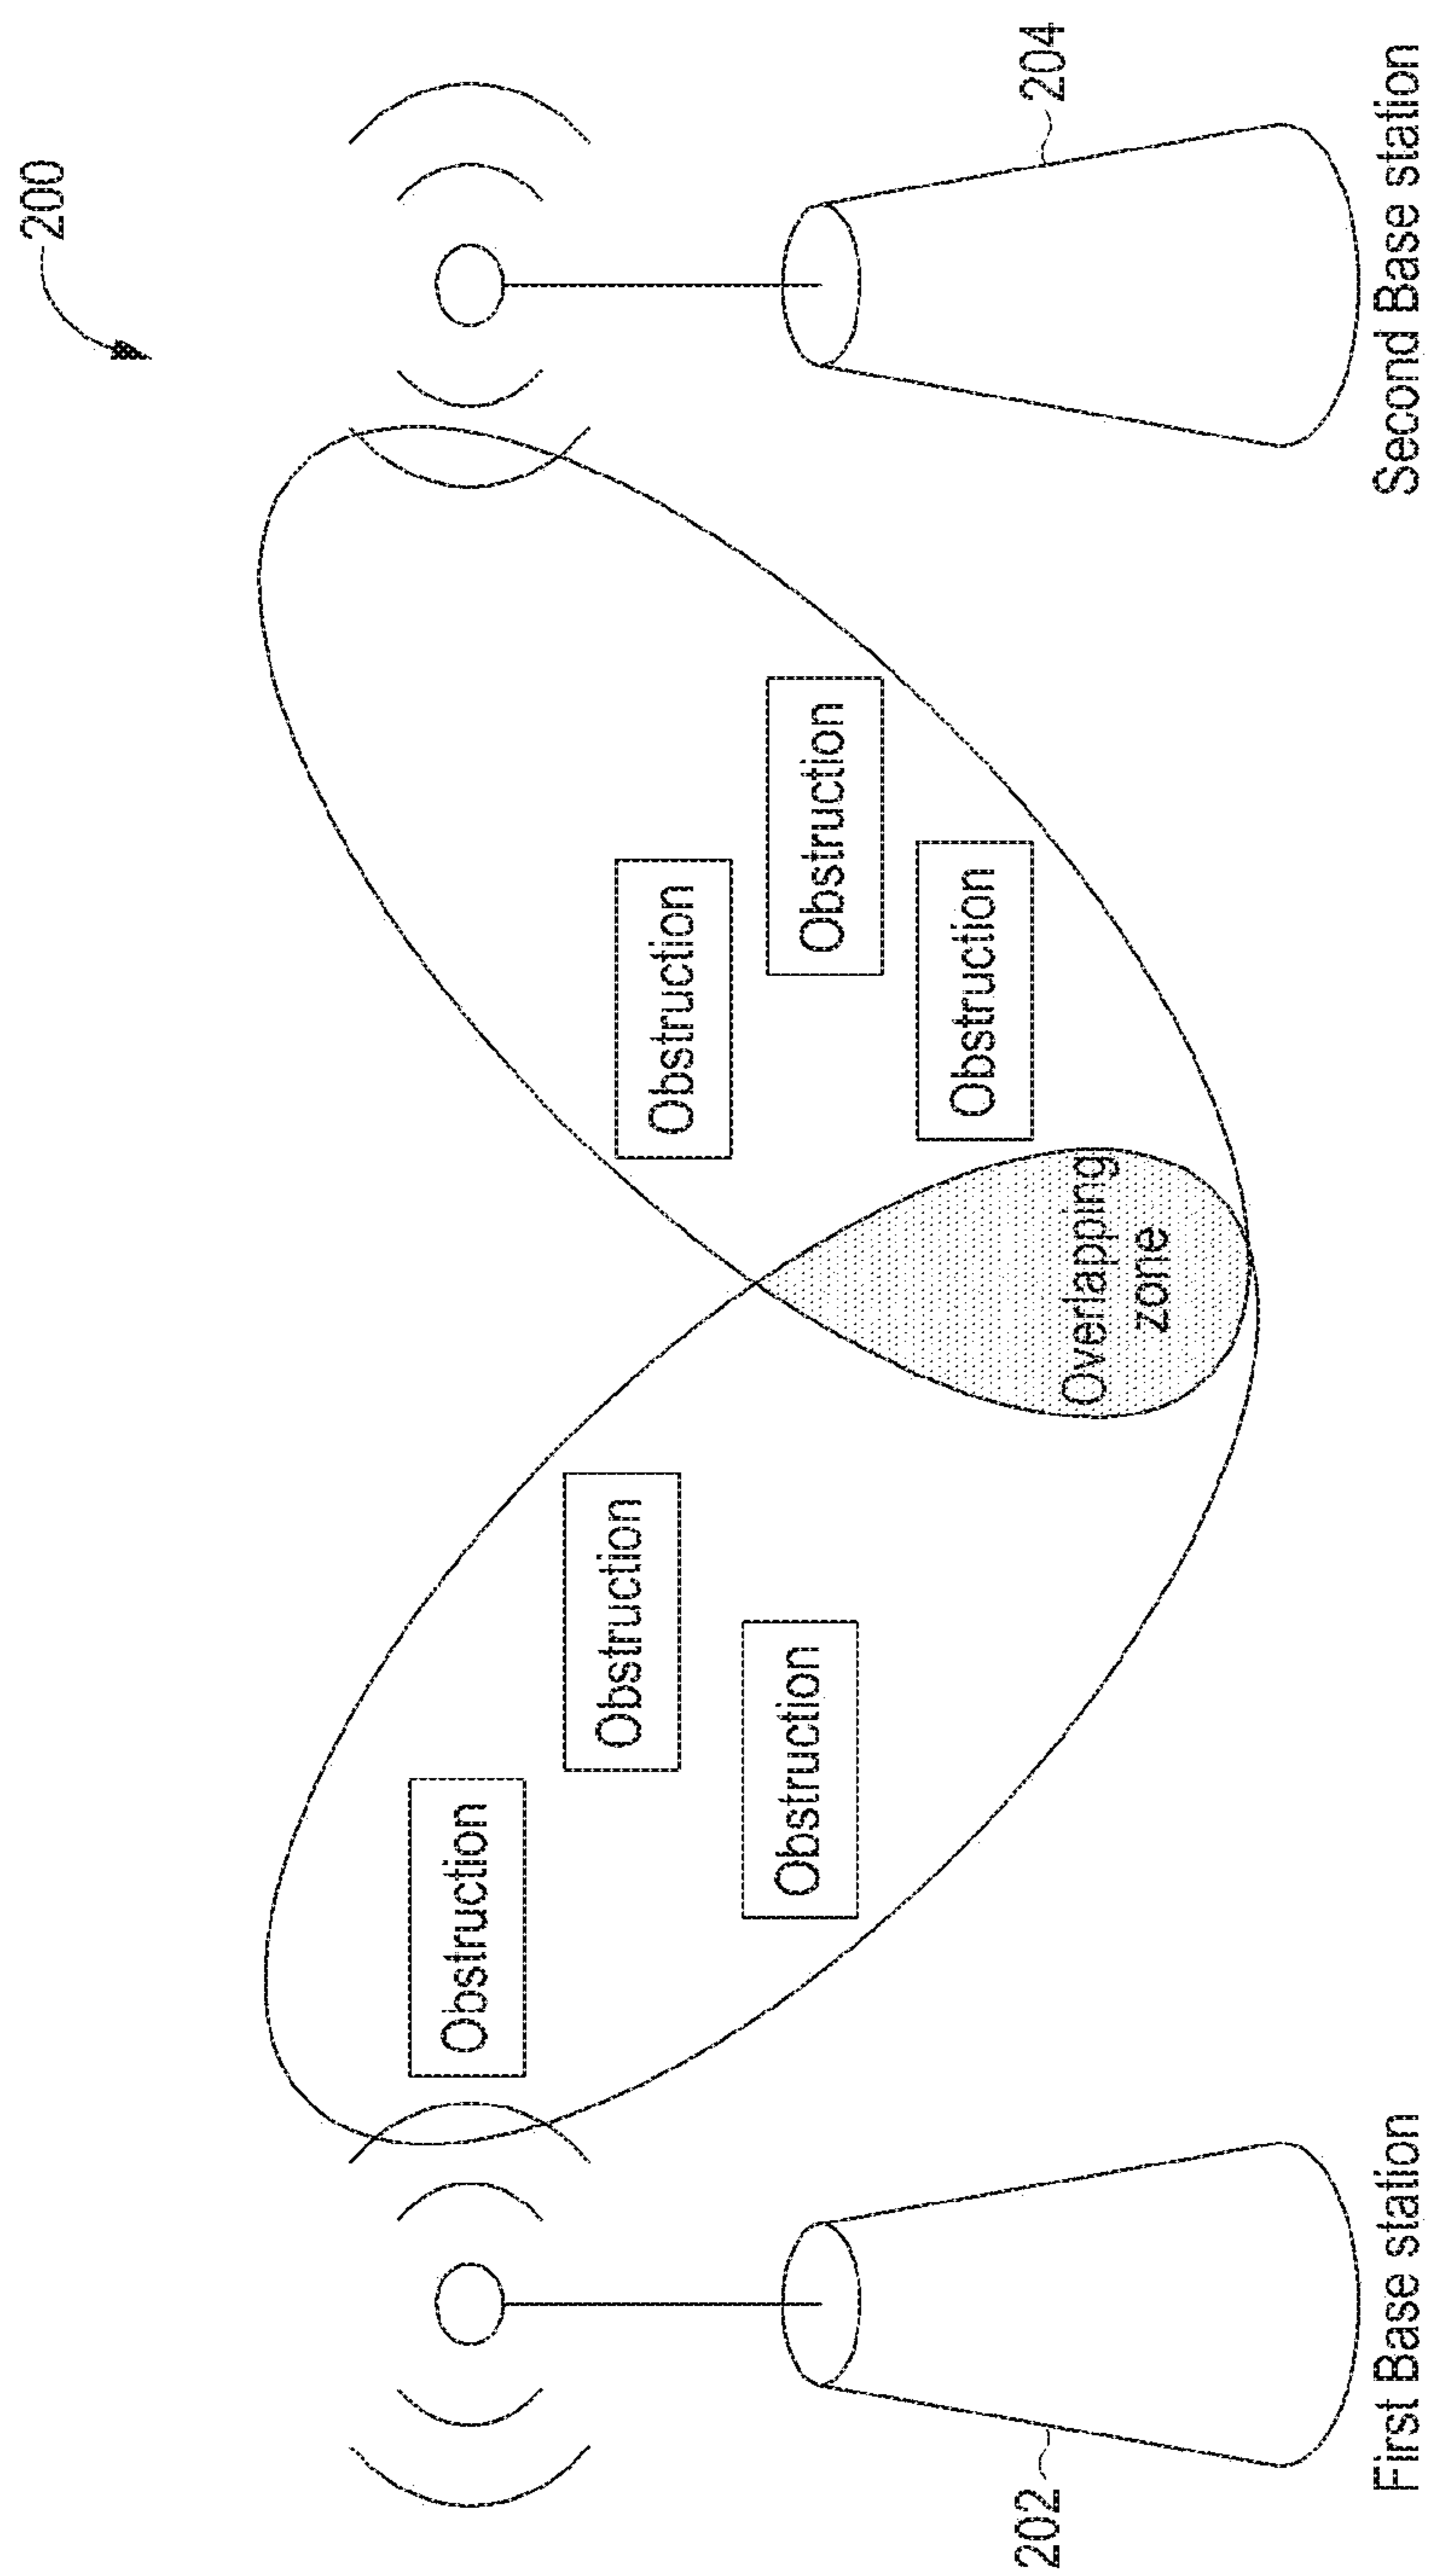 200
Obstruction
Obstruction
Obstruction
Obstruction
Obstruction
Obstruction
Overlapping
zone
202
204
First Base station
Second Base station